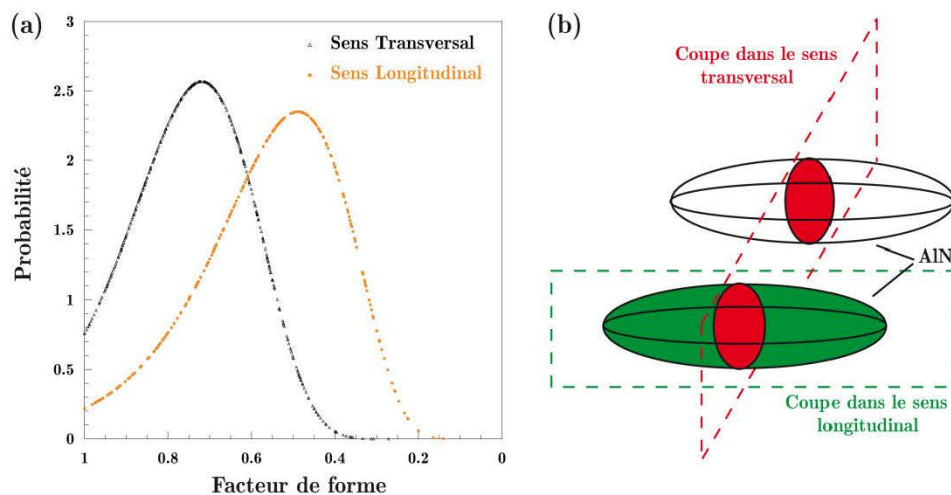 (a)
Sens Transversal
Sens Longitudinal
Probabilité
3
2.5
2
1.5
1
0.5
0
1
0.8
0.6
0.4
0.2
0
Facteur de forme
(b)
Coupe dans le sens
transversal
AlN
Coupe dans le sens
longitudinal